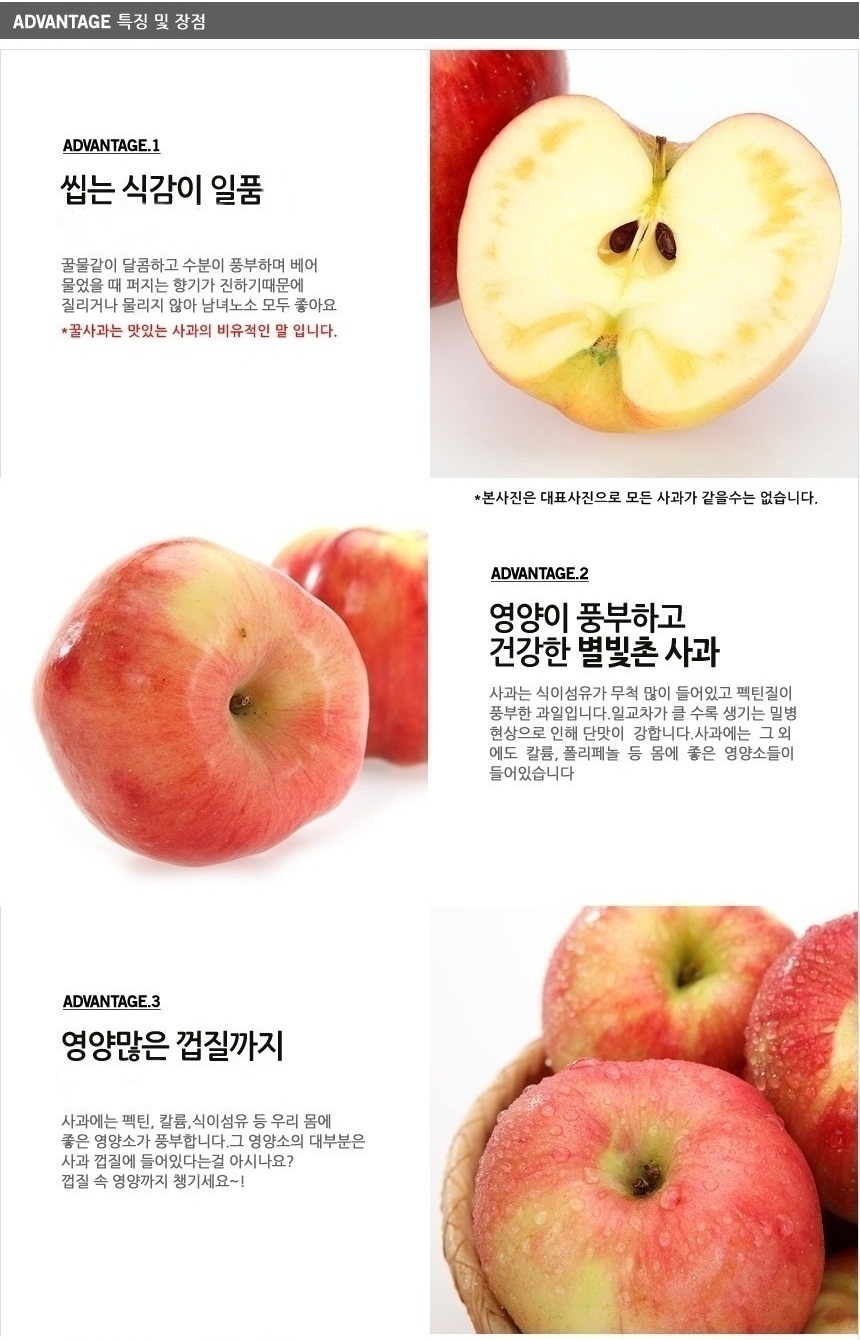 ADVANTAGE 특징 및 장점
ADVANTAGE.1
씹는 식감이 일품
꿀물같이 달콤하고 수분이 풍부하며 베어
물었을 때 퍼지는 향기가 진하기때문에
질리거나 물리지 않아 남녀노소 모두 좋아요
*꿀사과는 맛있는 사과의 비유적인 말 입니다.
*본사진은 대표사진으로 모든 사과가 같을수는 없습니다.
ADVANTAGE.2
영양이 풍부하고
건강한 별빛촌 사과
사과는 식이섬유가 무척 많이 들어있고 펙틴질이
풍부한 과일입니다.일교차가 클 수록 생기는 밀병
현상으로 인해 단맛이 강합니다.사과에는 그 외
에도 칼륨, 폴리페놀 등 몸에 좋은 영양소들이
들어있습니다
ADVANTAGE.3
영양많은 껍질까지
사과에는 펙틴, 칼륨,식이섬유 등 우리 몸에
좋은 영양소가 풍부합니다.그 영양소의 대부분은
사과 껍질에 들어있다는걸 아시나요?
껍질 속 영양까지 챙기세요~!